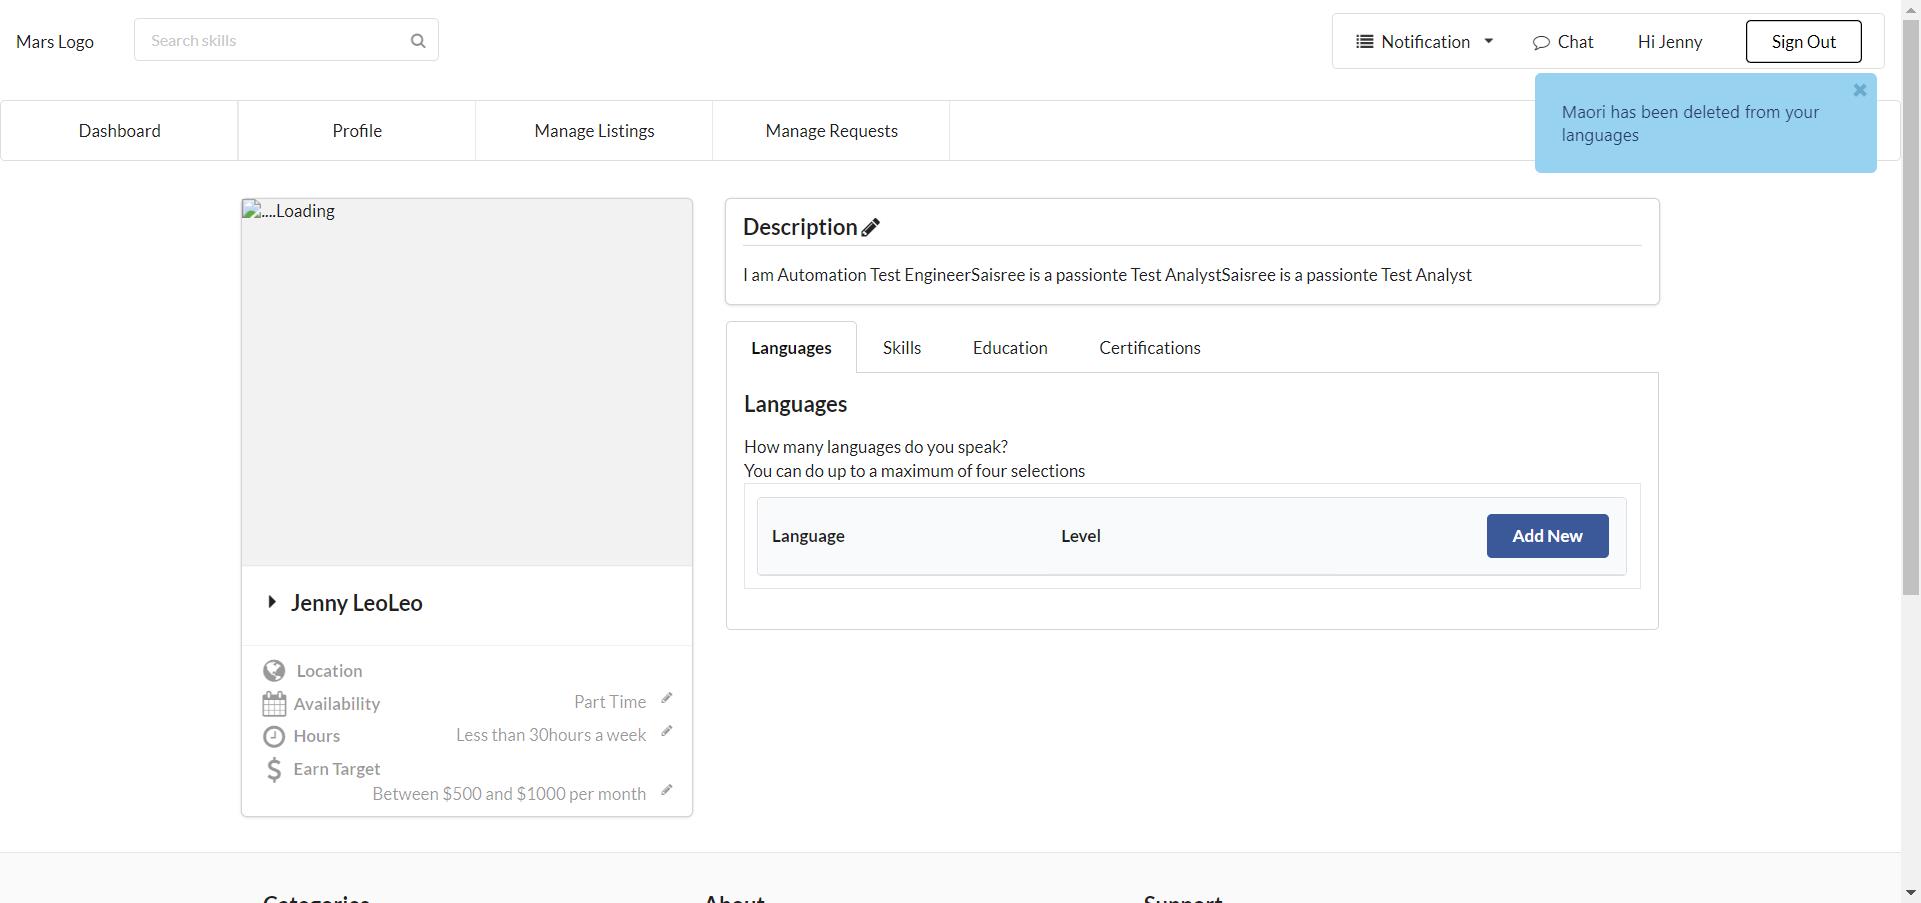 Mars Logo
Search skills
Notification
Chat
Hi Jenny
Sign Out
Maori has been deleted from your
languages
Dashboard
Profile
Manage Listings
Manage Requests
....Loading
Description
I am Automation Test EngineerSaisree is a passionte Test AnalystSaisree is a passionte Test Analyst
Languages
Skills
Education
Certifications
Languages
How many languages do you speak?
You can do up to a maximum of four selections
Language
Level
Add New
Jenny LeoLeo
Location
Availability
Part Time
Hours
Less than 30hours a week
Earn Target
Between $500 and $1000 per month
Categories
About
Support